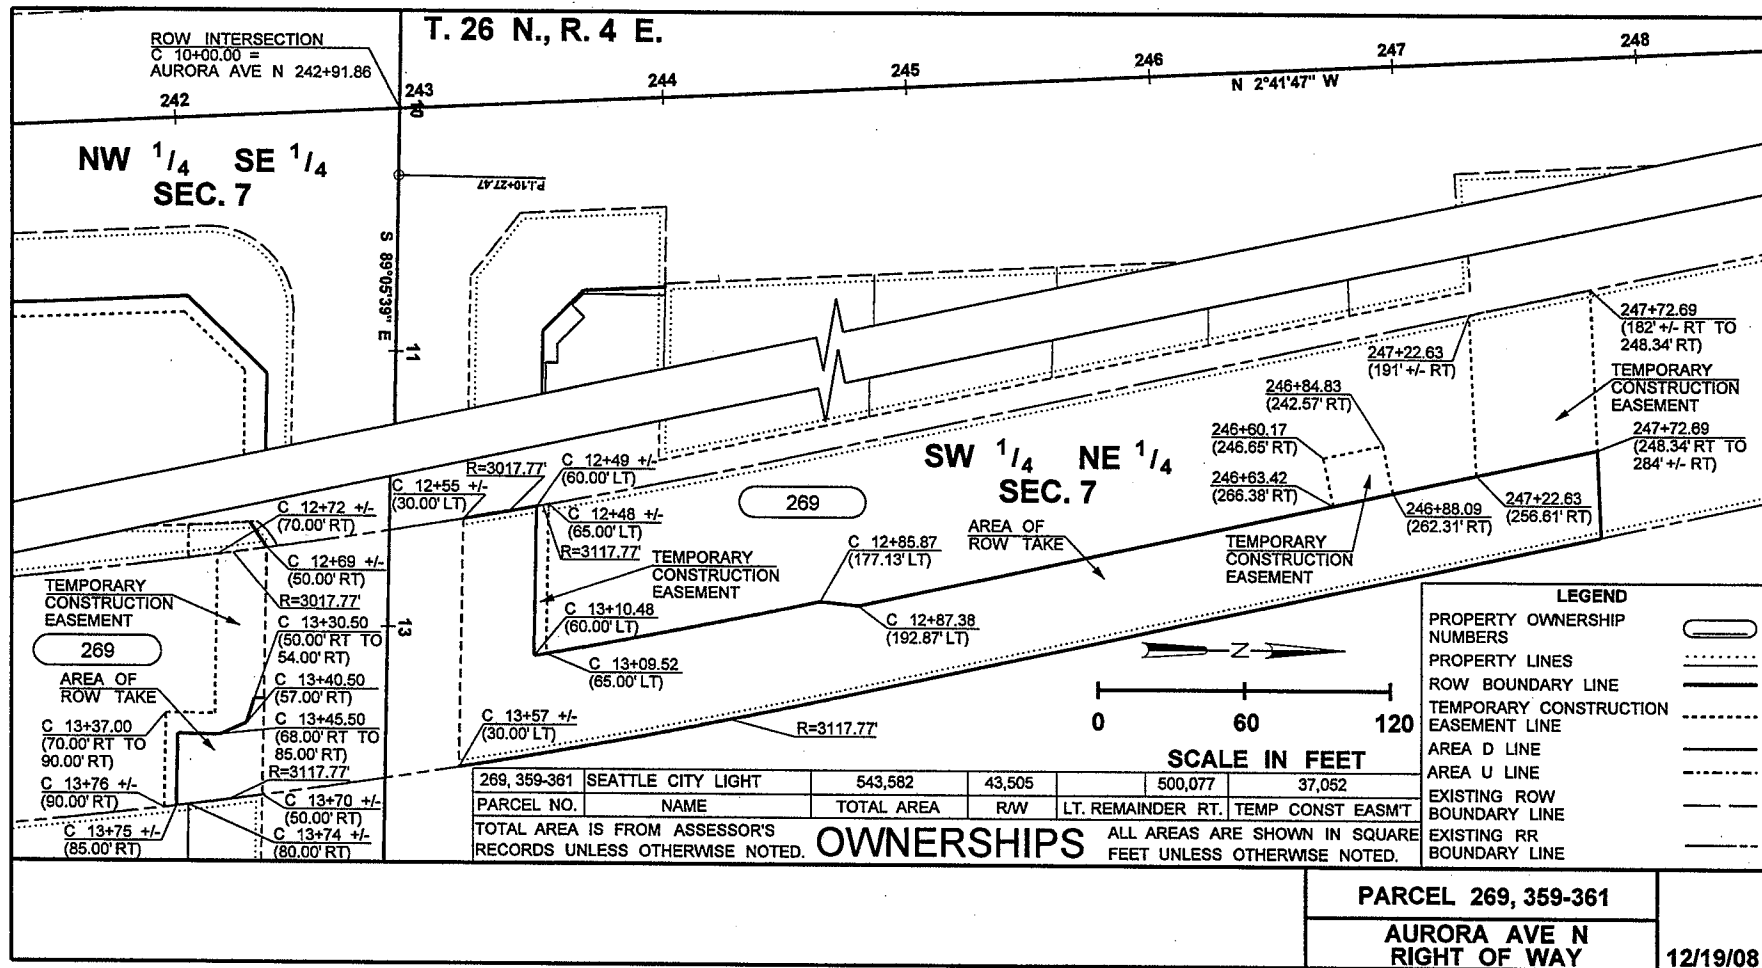 T. 26 N., R. 4 E.
ROW INTERSECTION
C 10+00.00 =
AURORA AVE N 242+91.86
242
243
244
245
246
247
248
N 2°41'47" W
10
NW 1/4 SE 1/4
SEC. 7
P.I.10+27.47
S 89°05'39" E
11
13
247+72.69
(182' +/- RT TO
248.34' RT)
247+22.63
(191' +/- RT)
TEMPORARY
CONSTRUCTION
EASEMENT
246+84.83
(242.57' RT)
246+60.17
(246.65' RT)
247+72.69
(248.34' RT TO
284' +/- RT)
SW 1/4 NE 1/4
SEC. 7
246+63.42
(266.38' RT)
246+88.09
(262.31' RT)
247+22.63
(256.61' RT)
R=3017.77'
C 12+49 +/-
(60.00' LT)
C 12+55 +/-
(30.00' LT)
269
C 12+72 +/-
(70.00' RT)
C 12+48 +/-
(65.00' LT)
R=3117.77'
AREA OF
ROW TAKE
C 12+85.87
(177.13' LT)
TEMPORARY
CONSTRUCTION
EASEMENT
TEMPORARY
CONSTRUCTION
EASEMENT
C 12+69 +/-
(50.00' RT)
R=3017.77'
TEMPORARY
CONSTRUCTION
EASEMENT
C 13+10.48
(60.00' LT)
C 12+87.38
(192.87' LT)
C 13+30.50
(50.00' RT TO
54.00' RT)
269
C 13+09.52
(65.00' LT)
AREA OF
ROW TAKE
C 13+40.50
(57.00' RT)
C 13+37.00
(70.00' RT TO
90.00' RT)
C 13+45.50
(68.00' RT TO
85.00' RT)
C 13+57 +/-
(30.00' LT)
R=3117.77'
R=3117.77'
C 13+76 +/-
(90.00' RT)
C 13+70 +/-
(50.00' RT)
C 13+75 +/-
(85.00' RT)
C 13+74 +/-
(80.00' RT)
N
0 60 120
SCALE IN FEET
LEGEND
PROPERTY OWNERSHIP
NUMBERS
PROPERTY LINES
ROW BOUNDARY LINE
TEMPORARY CONSTRUCTION
EASEMENT LINE
AREA D LINE
AREA U LINE
EXISTING ROW
BOUNDARY LINE
EXISTING RR
BOUNDARY LINE
269, 359-361 SEATTLE CITY LIGHT 543,582 43,505 500,077 37,052
PARCEL NO. NAME TOTAL AREA R/W LT. REMAINDER RT. TEMP CONST EASM'T
TOTAL AREA IS FROM ASSESSOR'S
RECORDS UNLESS OTHERWISE NOTED.
OWNERSHIPS
ALL AREAS ARE SHOWN IN SQUARE
FEET UNLESS OTHERWISE NOTED.
PARCEL 269, 359-361
AURORA AVE N
RIGHT OF WAY
12/19/08